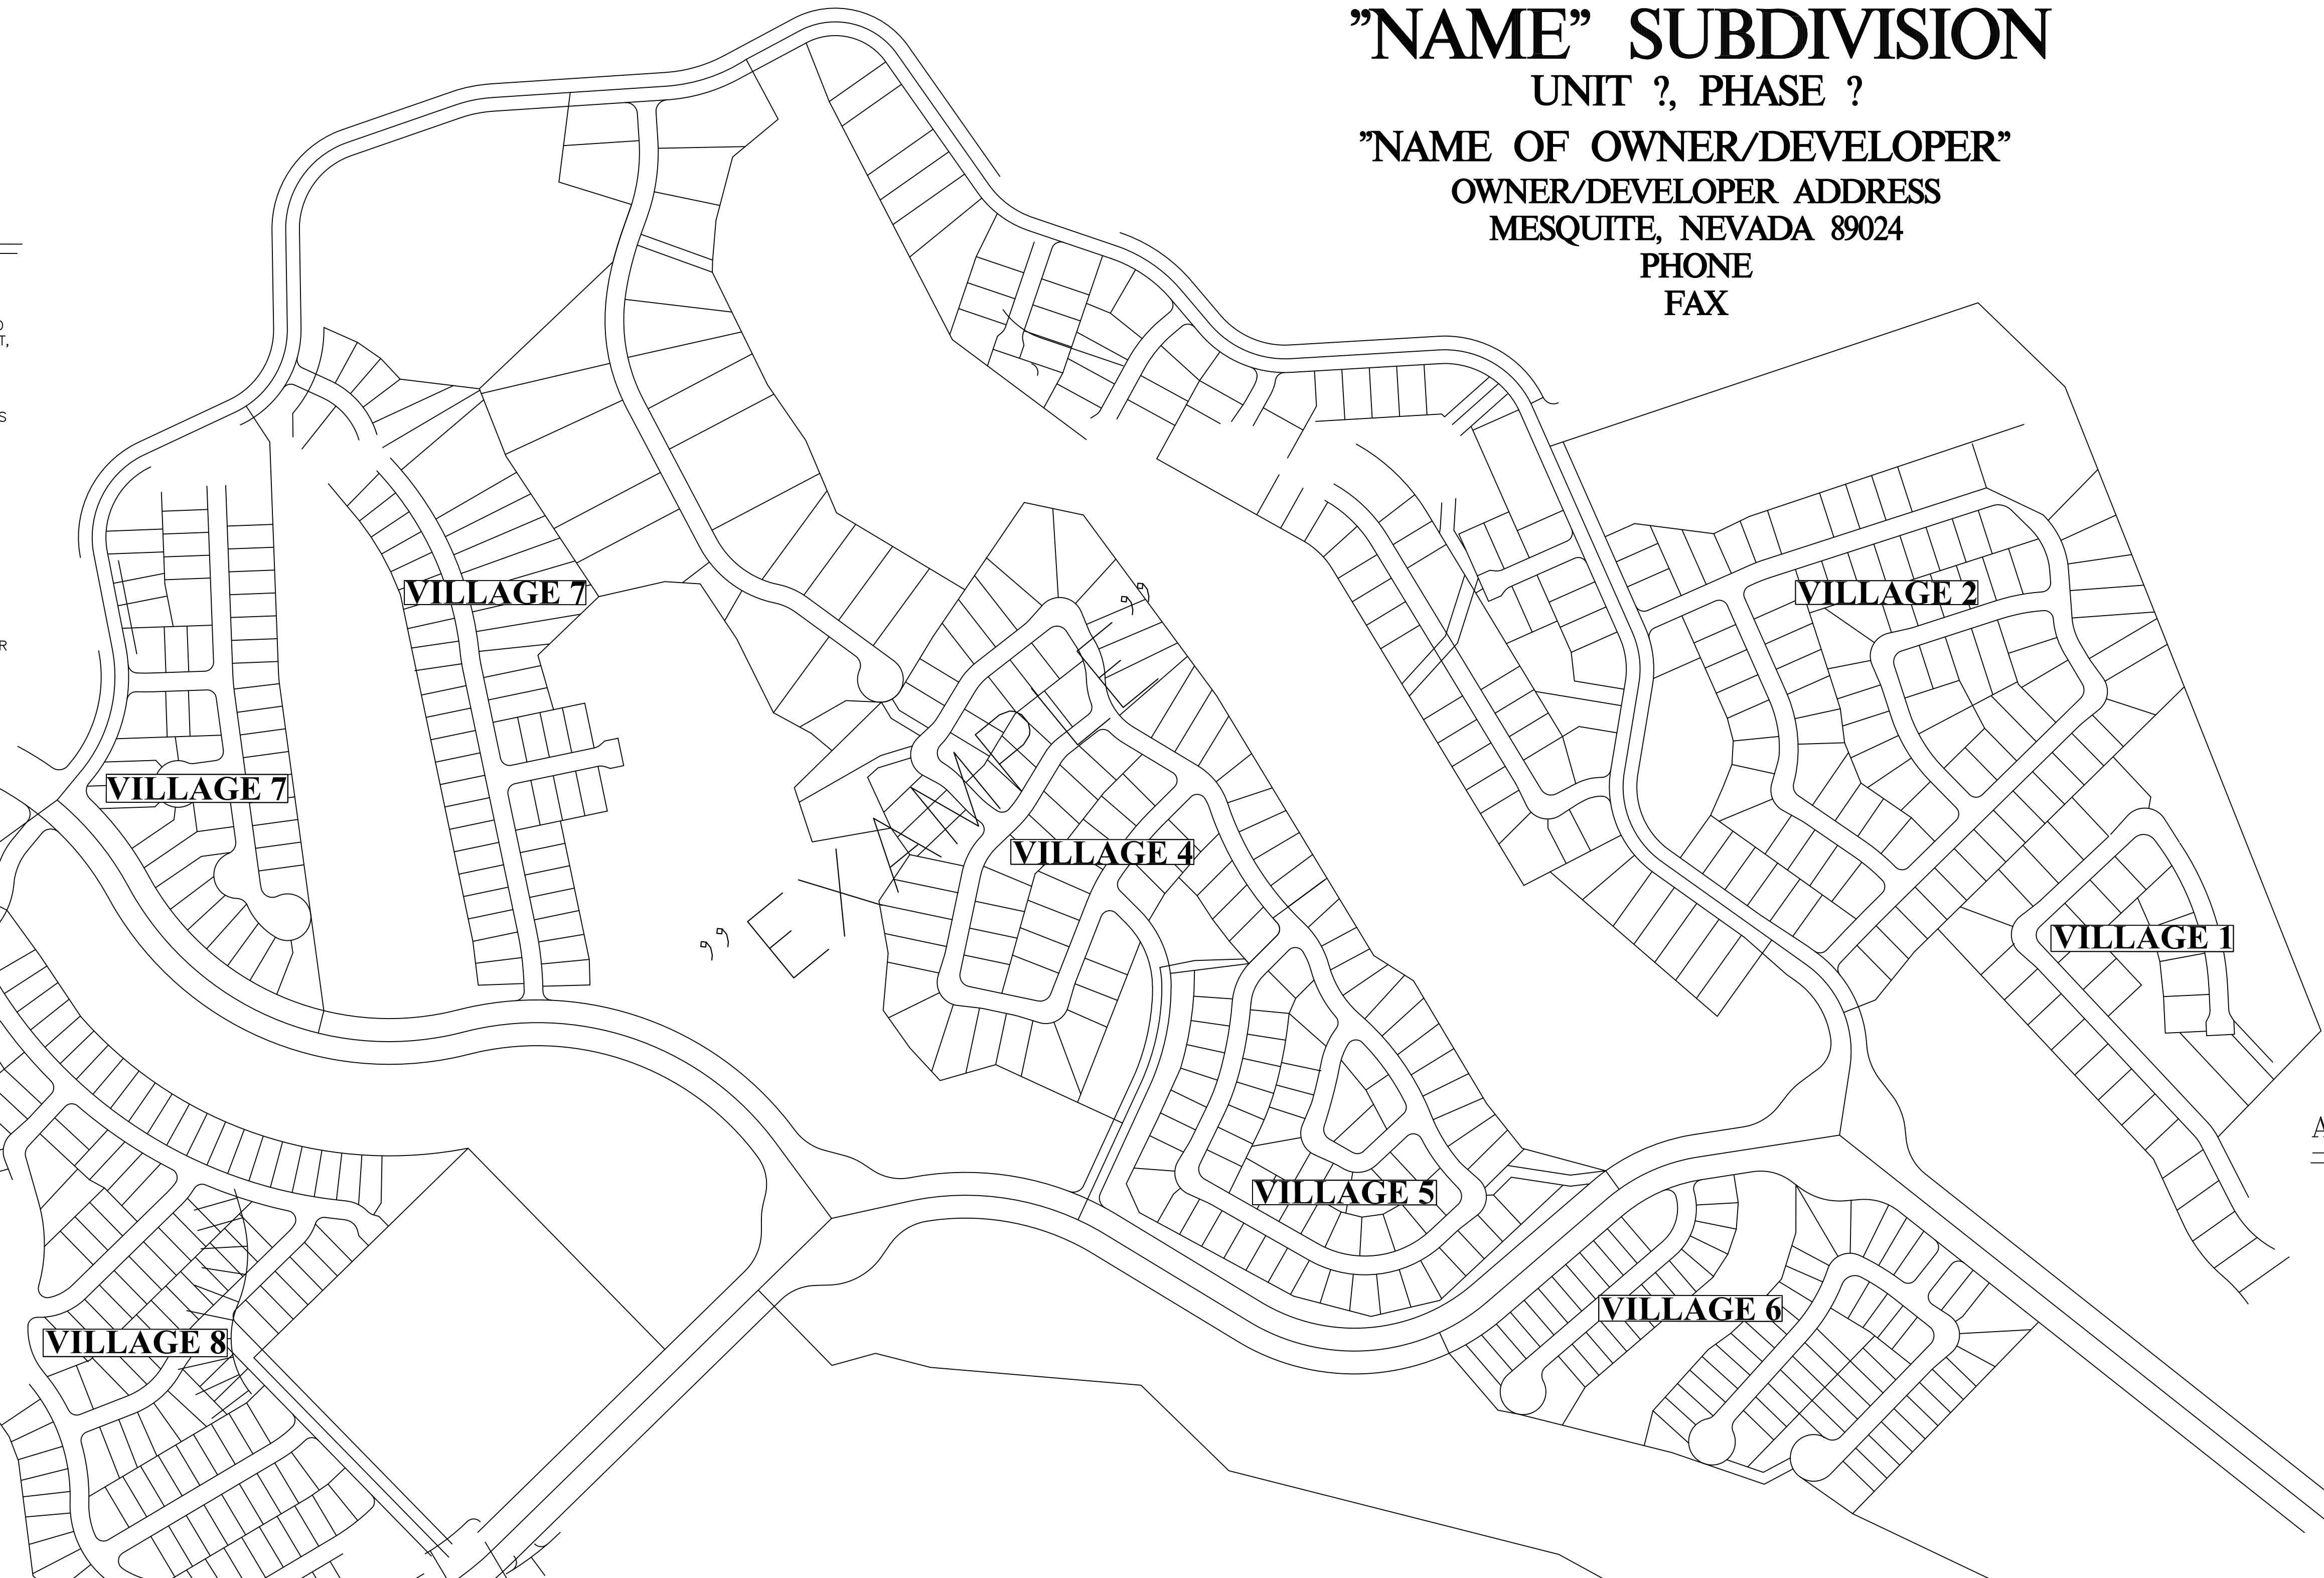 ”NAME” SUBDIVISION
UNIT ?, PHASE ?
”NAME OF OWNER/DEVELOPER”
OWNER/DEVELOPER ADDRESS
MESQUITE, NEVADA 89024
PHONE
FAX
T,
S
R
VILLAGE 7
VILLAGE 2
VILLAGE 7
VILLAGE 4
”EXAMPLE”
VILLAGE 1
A
VILLAGE 5
VILLAGE 6
VILLAGE 8